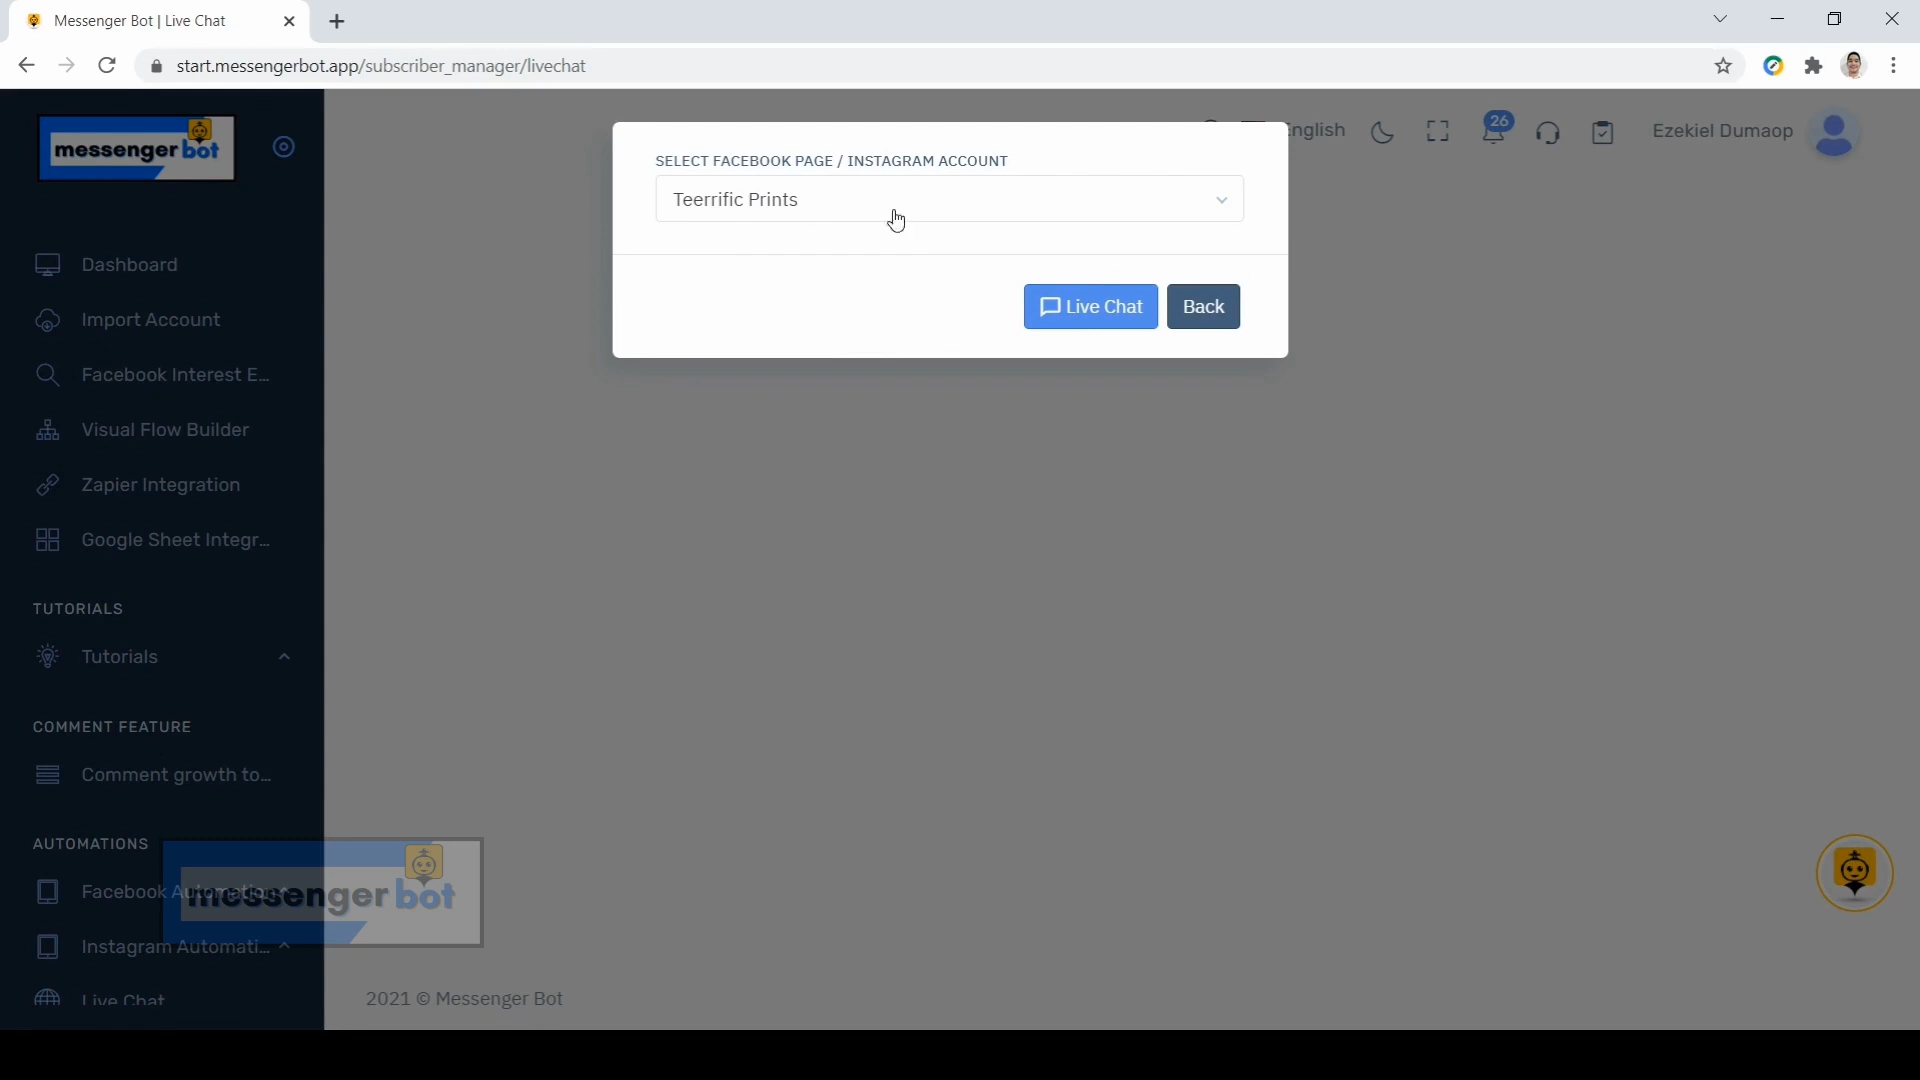 Messenger Bot | Live Chat
start.messengerbot.app/subscriber_manager/livechat
messenger bot
English
26
Ezekiel Dumaop
SELECT FACEBOOK PAGE / INSTAGRAM ACCOUNT
Teerrific Prints
Live Chat
Back
Dashboard
Import Account
Facebook Interest E...
Visual Flow Builder
Zapier Integration
Google Sheet Integr...
TUTORIALS
Tutorials
COMMENT FEATURE
Comment growth to...
AUTOMATIONS
Facebook Automation
messenger bot
Instagram Automati...
Live Chat
2021 © Messenger Bot